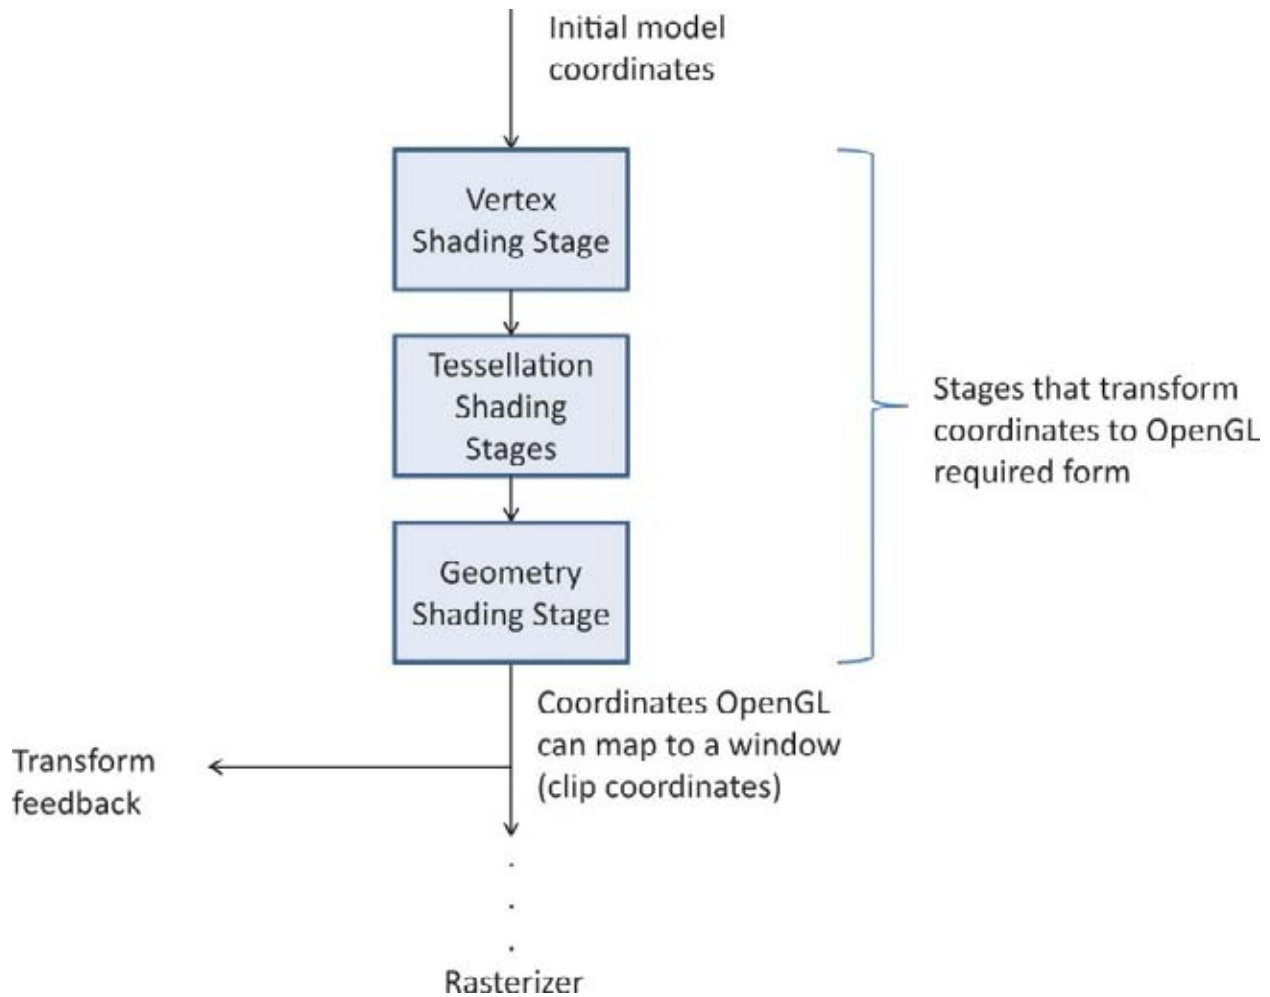 Initial model
coordinates
Vertex
Shading Stage
Tessellation
Shading
Stages
Stages that transform
coordinates to OpenGL
required form
Geometry
Shading Stage
Coordinates OpenGL
can map to a window
(clip coordinates)
Transform
feedback
Rasterizer